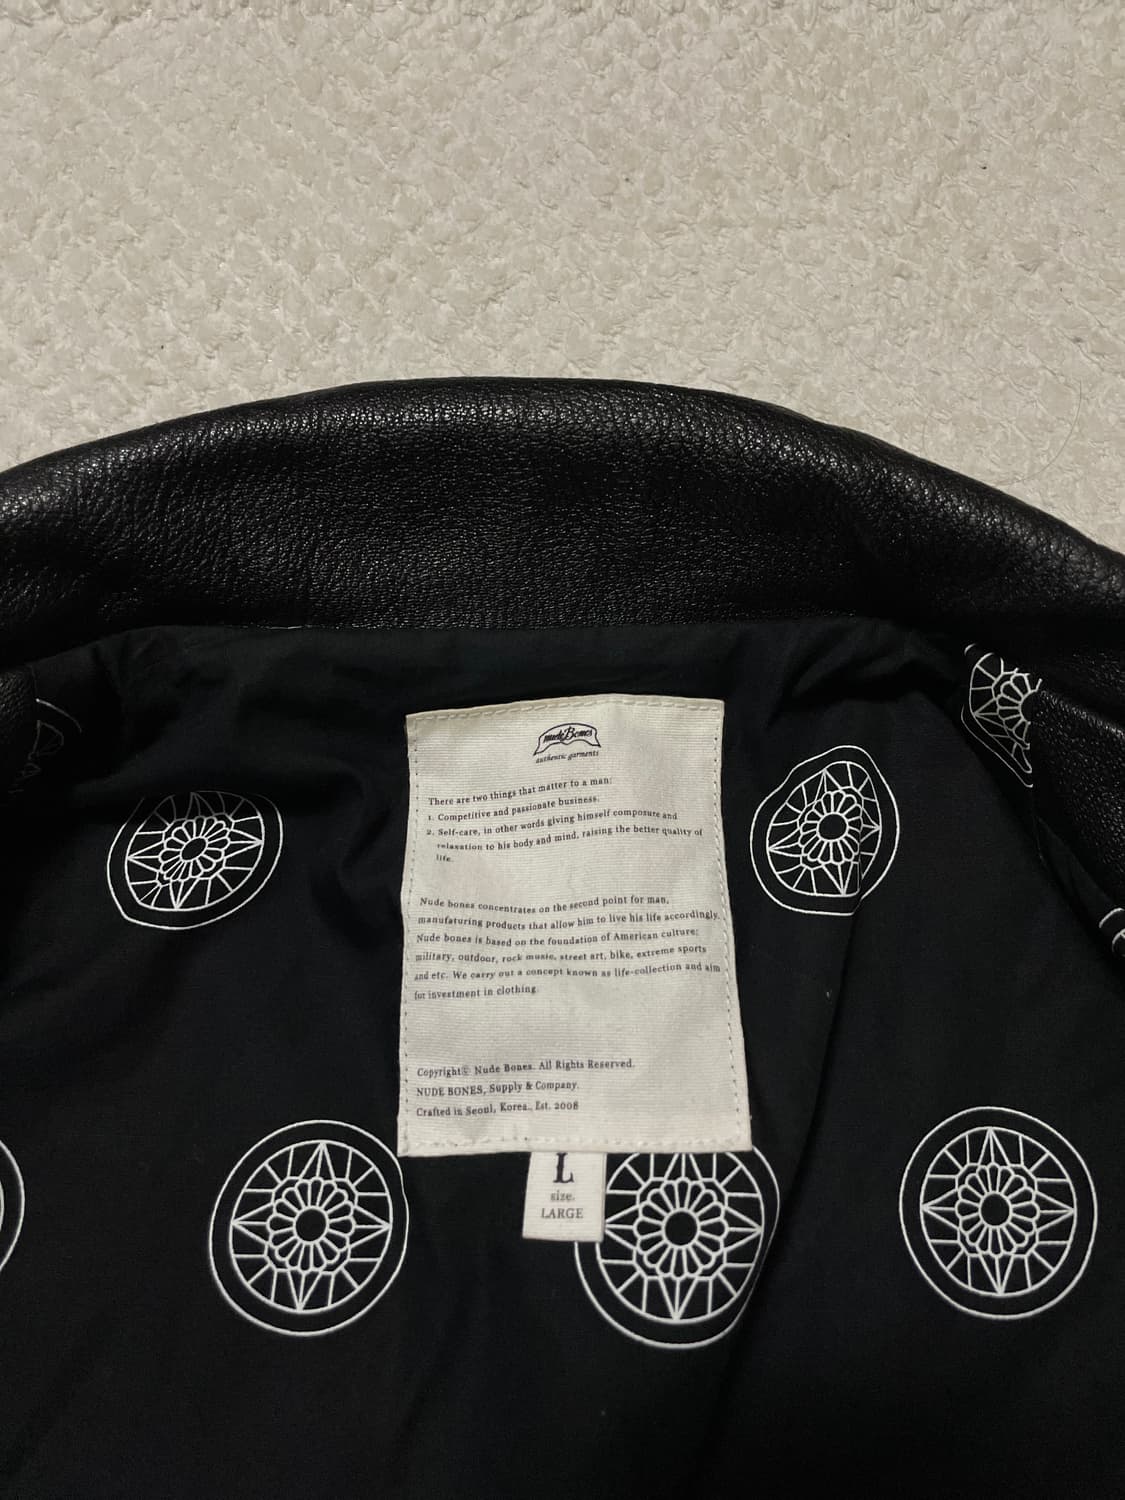 nude Bones
authentic garments
There are two things that matter to a man:
1. Competitive and passionate business.
2. Self-care, in other words giving himself composure and
relaxation to his body and mind, raising the better quality of
life.
Nude bones concentrates on the second point for man,
manufaturing products that allow him to live his life accordingly.
Nude bones is based on the foundation of American culture;
military, outdoor, rock music, street art, bike, extreme sports
and etc. We carry out a concept known as life-collection and aim
for investment in clothing.
Copyright© Nude Bones. All Rights Reserved.
NUDE BONES, Supply & Company.
Crafted in Seoul, Korea., Est. 2008
L
size.
LARGE